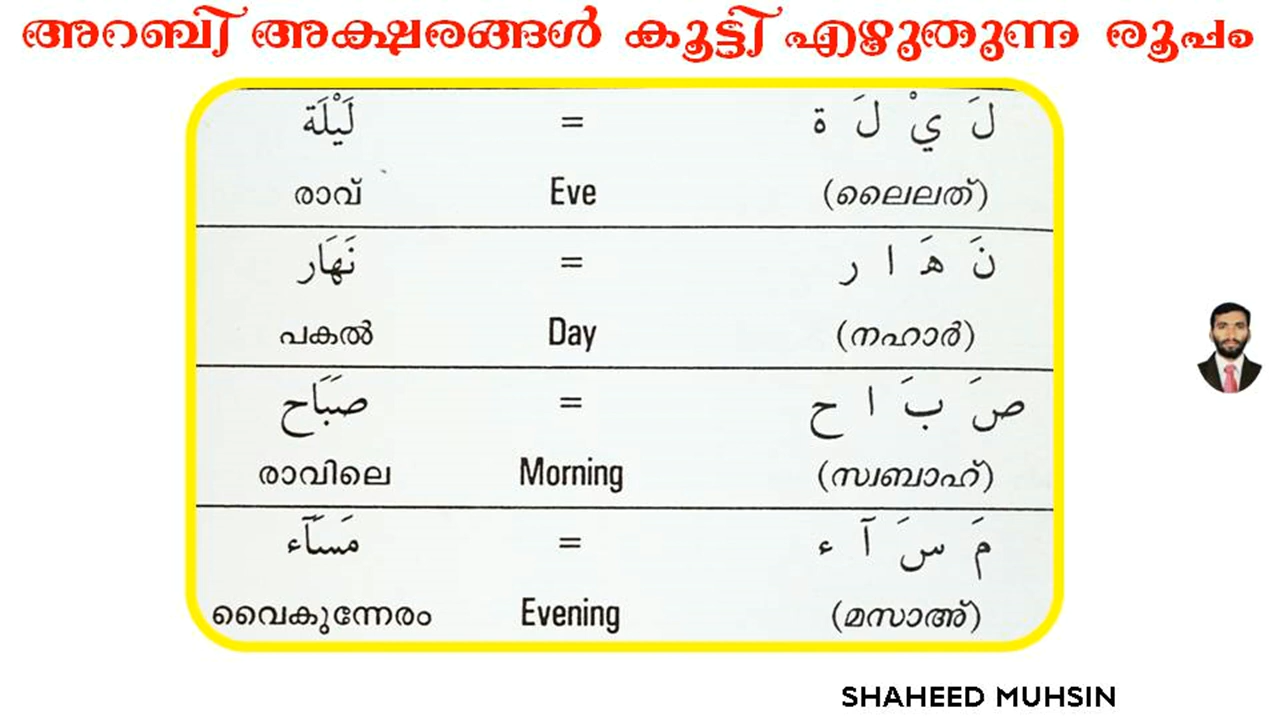 അറബി അക്ഷരങ്ങൾ കൂട്ടി എഴുതുന്ന രൂപം
لَيْلَة = لَ يْ لَ ة
രാവ് Eve (ലൈലത്)
نَهَار = نَ هَ ا ر
പകൽ Day (നഹാർ)
صَبَاح = صَ بَ ا ح
രാവിലെ Morning (സ്വബാഹ്)
مَسَآء = مَ سَ آ ء
വൈകുന്നേരം Evening (മസാഅ്)
SHAHEED MUHSIN